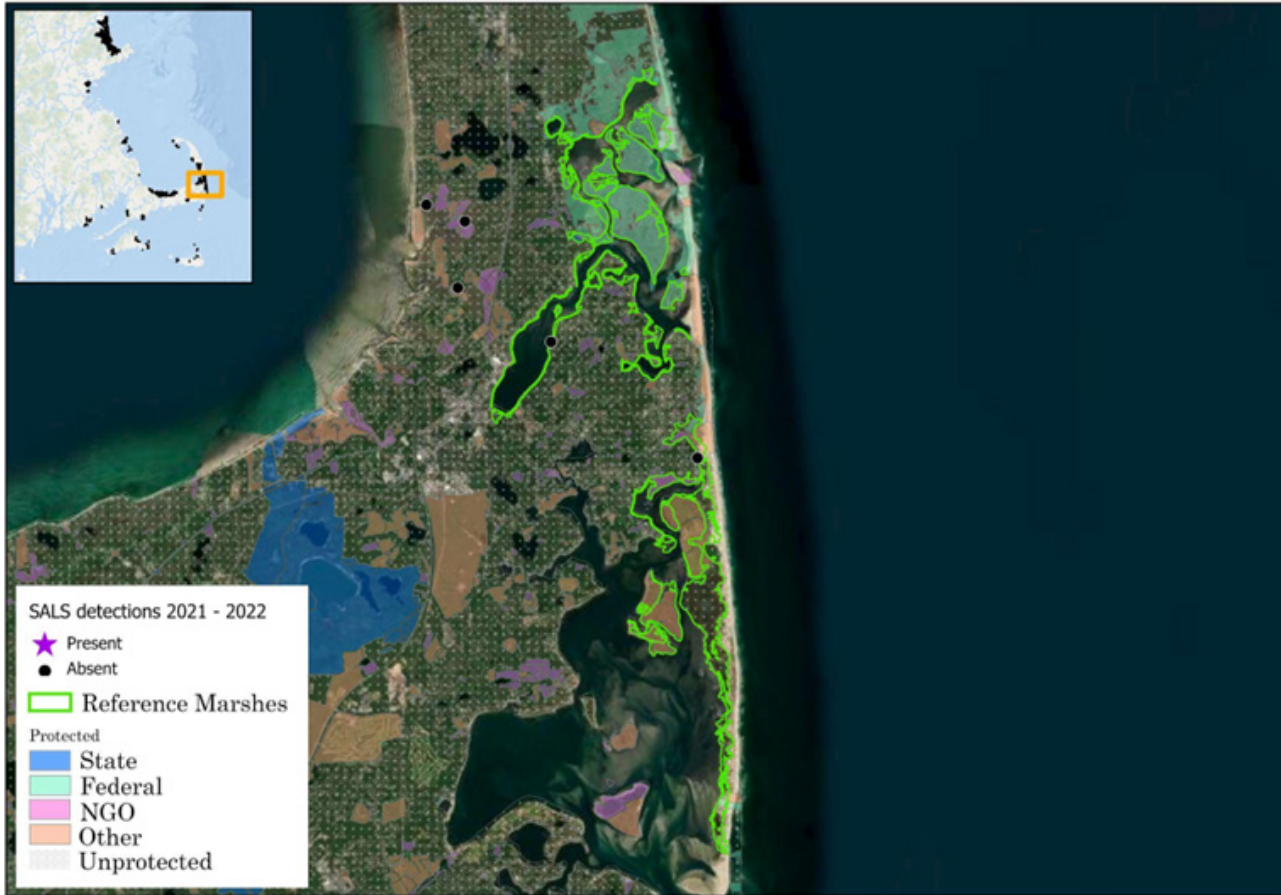 SALS detections 2021 - 2022
Present
Absent
Reference Marshes
Protected
State
Federal
NGO
Other
Unprotected